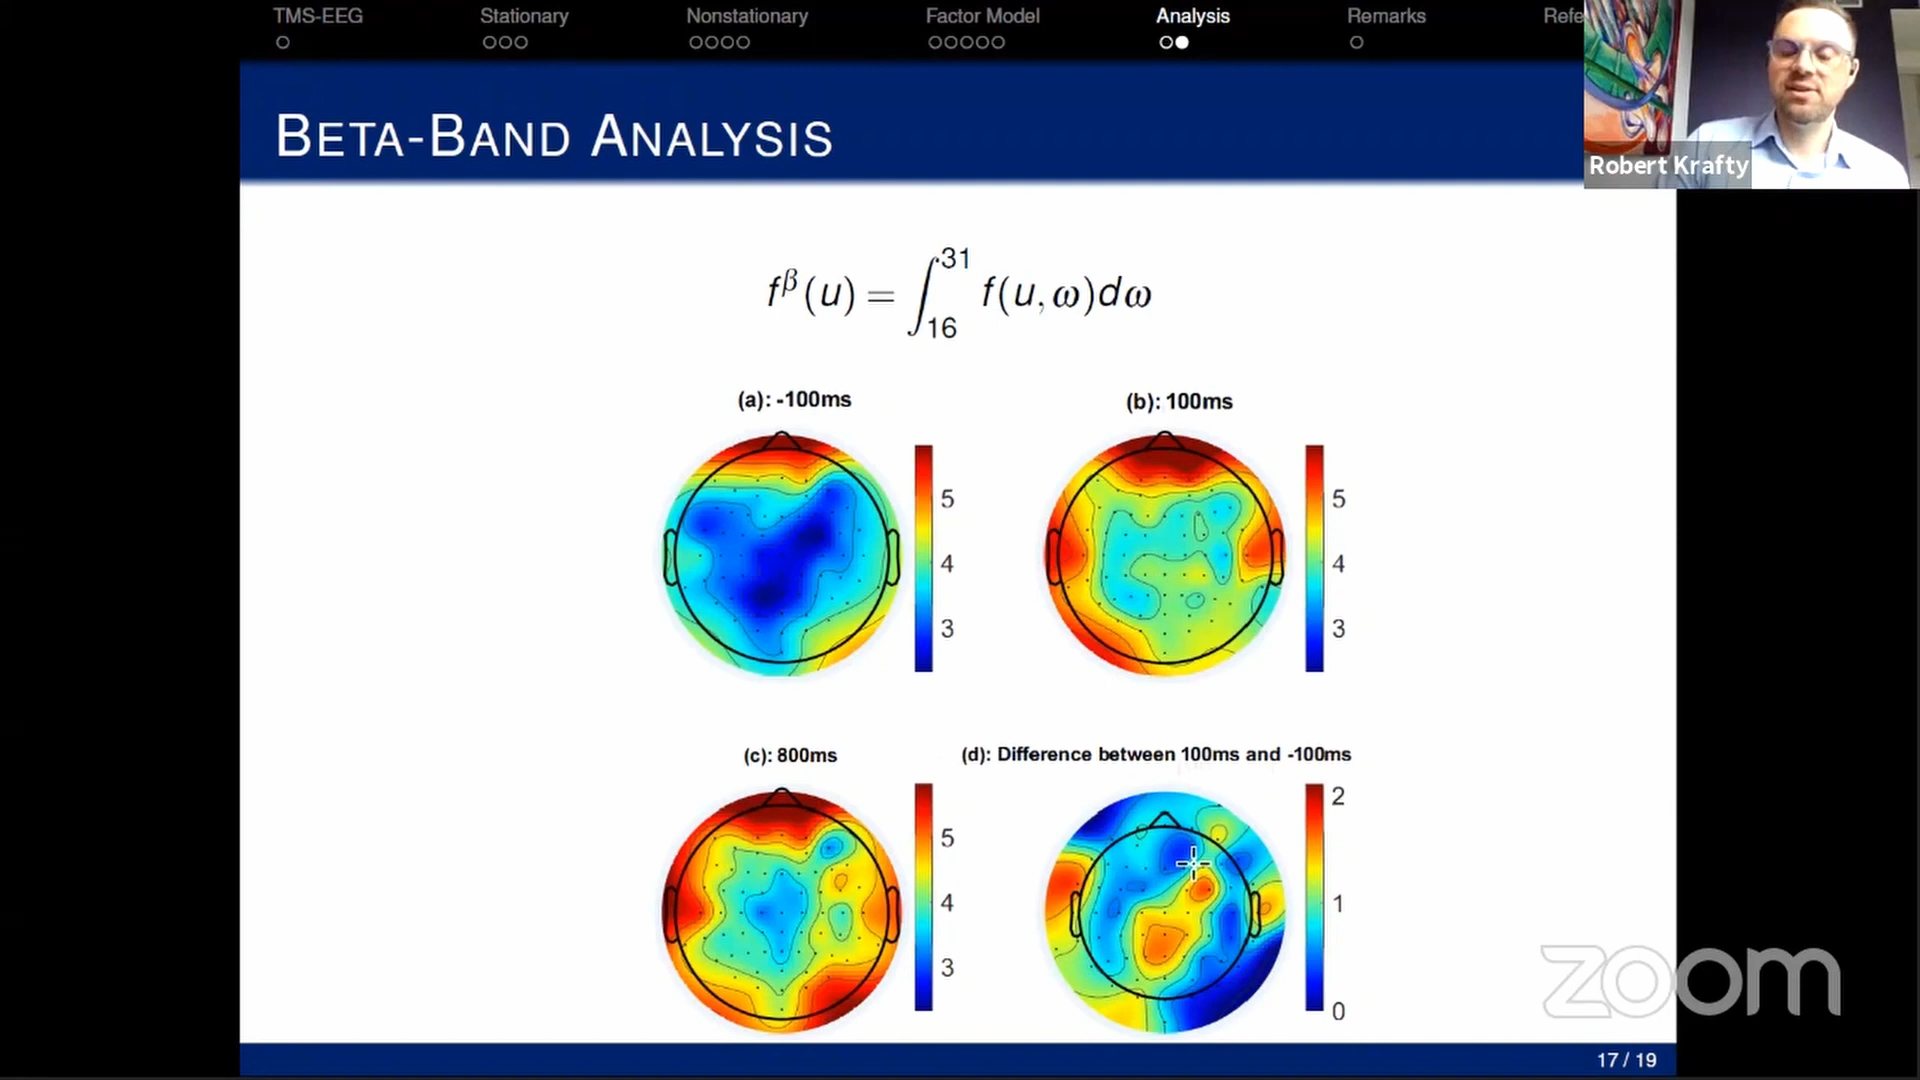 TMS-EEG Stationary Nonstationary Factor Model Analysis Remarks Refe
BETA-BAND ANALYSIS
Robert Krafty
f^β(u) = ∫_{16}^{31} f(u, ω)dω
(a): -100ms
5
4
3
(b): 100ms
5
4
3
(c): 800ms
5
4
3
(d): Difference between 100ms and -100ms
2
1
0
zoom
17 / 19